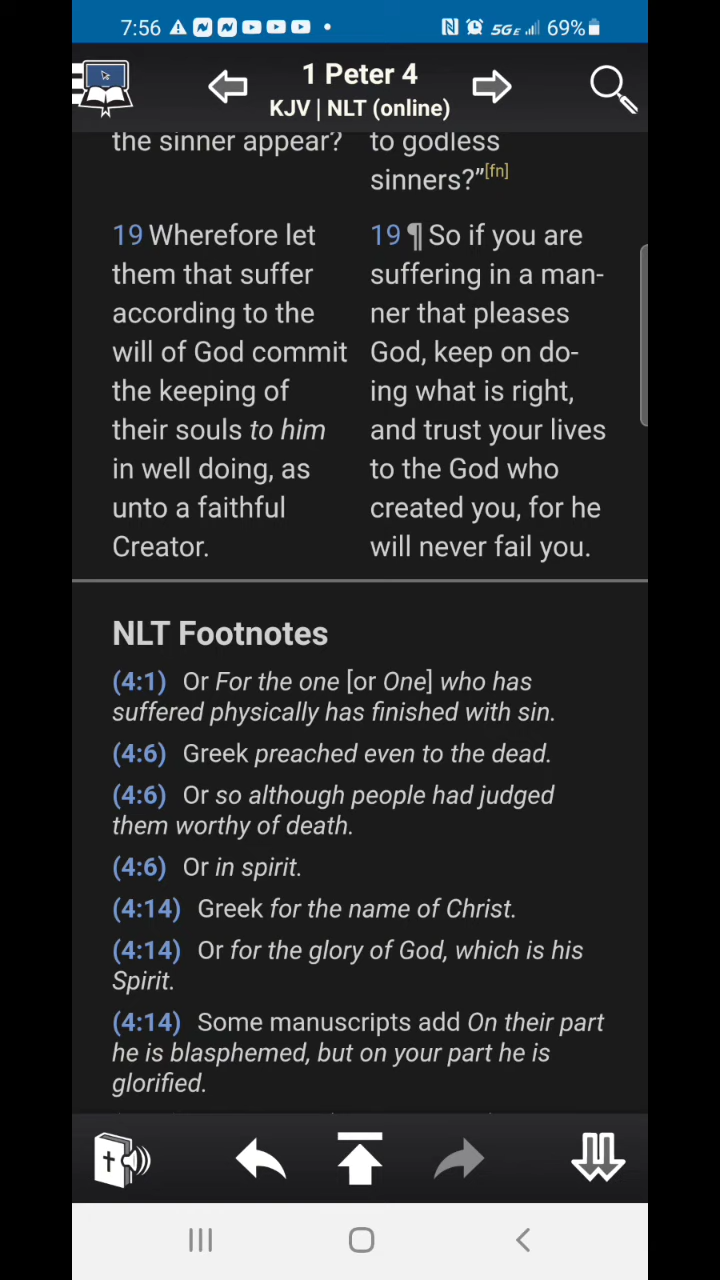 7:56
5GE 69%
1 Peter 4
KJV | NLT (online)
the sinner appear?
19 Wherefore let
them that suffer
according to the
will of God commit
the keeping of
their souls to him
in well doing, as
unto a faithful
Creator.
to godless
sinners?”[fn]
19 ¶ So if you are
suffering in a man-
ner that pleases
God, keep on do-
ing what is right,
and trust your lives
to the God who
created you, for he
will never fail you.
NLT Footnotes
(4:1) Or For the one [or One] who has
suffered physically has finished with sin.
(4:6) Greek preached even to the dead.
(4:6) Or so although people had judged
them worthy of death.
(4:6) Or in spirit.
(4:14) Greek for the name of Christ.
(4:14) Or for the glory of God, which is his
Spirit.
(4:14) Some manuscripts add On their part
he is blasphemed, but on your part he is
glorified.